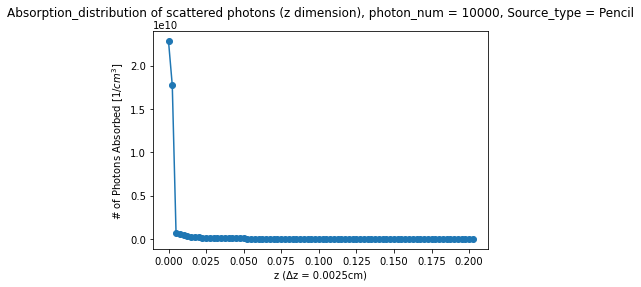 Absorption_distribution of scattered photons (z dimension), photon_num = 10000, Source_type = Pencil
1e10
# of Photons Absorbed [1/cm³]
2.0
1.5
1.0
0.5
0.0
0.000 0.025 0.050 0.075 0.100 0.125 0.150 0.175 0.200
z (Δz = 0.0025cm)